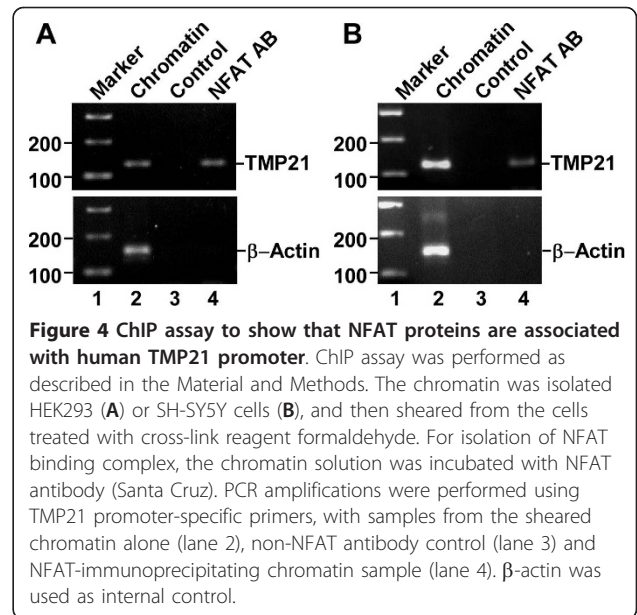 A B
Marker Chromatin Control NFAT AB Marker Chromatin Control NFAT AB
200 TMP21 200 TMP21
100 100
200 β–Actin 200 β–Actin
100 100
1 2 3 4 1 2 3 4
Figure 4 ChIP assay to show that NFAT proteins are associated
with human TMP21 promoter. ChIP assay was performed as
described in the Material and Methods. The chromatin was isolated
HEK293 (A) or SH-SY5Y cells (B), and then sheared from the cells
treated with cross-link reagent formaldehyde. For isolation of NFAT
binding complex, the chromatin solution was incubated with NFAT
antibody (Santa Cruz). PCR amplifications were performed using
TMP21 promoter-specific primers, with samples from the sheared
chromatin alone (lane 2), non-NFAT antibody control (lane 3) and
NFAT-immunoprecipitating chromatin sample (lane 4). β-actin was
used as internal control.